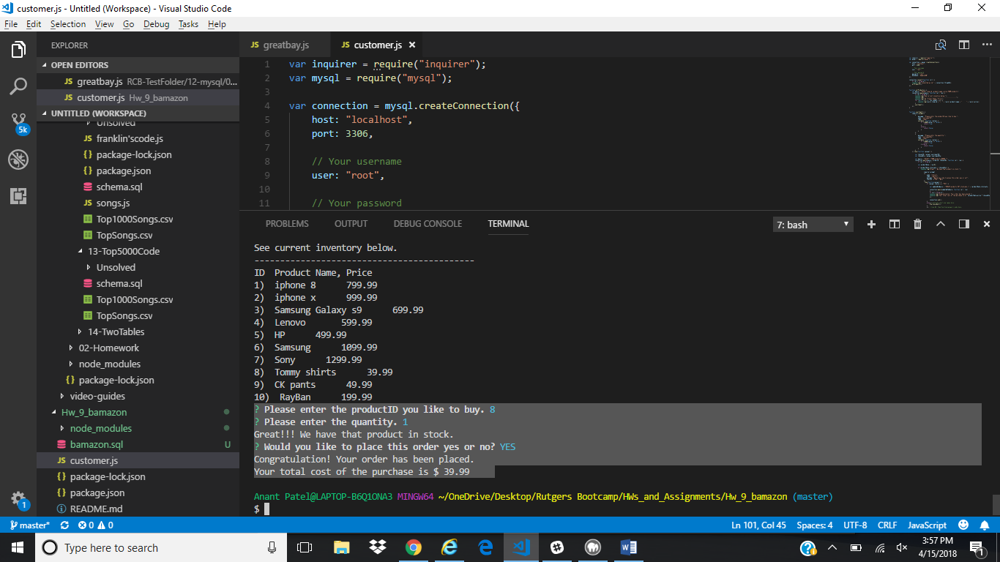 customer.js - Untitled (Workspace) - Visual Studio Code
File Edit Selection View Go Debug Tasks Help
EXPLORER
OPEN EDITORS
JS greatbay.js RCB-TestFolder/12-mysql/0...
JS customer.js Hw_9_bamazon
UNTITLED (WORKSPACE)
Unsolved
JS franklin'scode.js
{} package-lock.json
{} package.json
schema.sql
JS songs.js
Top1000Songs.csv
TopSongs.csv
13-Top5000Code
Unsolved
schema.sql
Top1000Songs.csv
TopSongs.csv
14-TwoTables
02-Homework
node_modules
{} package-lock.json
video-guides
Hw_9_bamazon
node_modules
bamazon.sql U
JS customer.js
{} package-lock.json
{} package.json
README.md
5k
1
JS greatbay.js JS customer.js
1 var inquirer = require("inquirer");
2 var mysql = require("mysql");
3
4 var connection = mysql.createConnection({
5 host: "localhost",
6 port: 3306,
7
8 // Your username
9 user: "root",
10
11 // Your password
PROBLEMS OUTPUT DEBUG CONSOLE TERMINAL 7: bash
See current inventory below.
-------------------------------------------
ID Product Name, Price
1) iphone 8 799.99
2) iphone x 999.99
3) Samsung Galaxy s9 699.99
4) Lenovo 599.99
5) HP 499.99
6) Samsung 1099.99
7) Sony 1299.99
8) Tommy shirts 39.99
9) CK pants 49.99
10) RayBan 199.99
? Please enter the productID you like to buy. 8
? Please enter the quantity. 1
Great!!! We have that product in stock.
? Would you like to place this order yes or no? YES
Congratulation! Your order has been placed.
Your total cost of the purchase is $ 39.99
Anant Patel@LAPTOP-B6Q1ONA3 MINGW64 ~/OneDrive/Desktop/Rutgers Bootcamp/HWs_and_Assignments/Hw_9_bamazon (master)
$
master* 0 0 Ln 101, Col 45 Spaces: 4 UTF-8 CRLF JavaScript
Type here to search
3:57 PM
4/15/2018
1